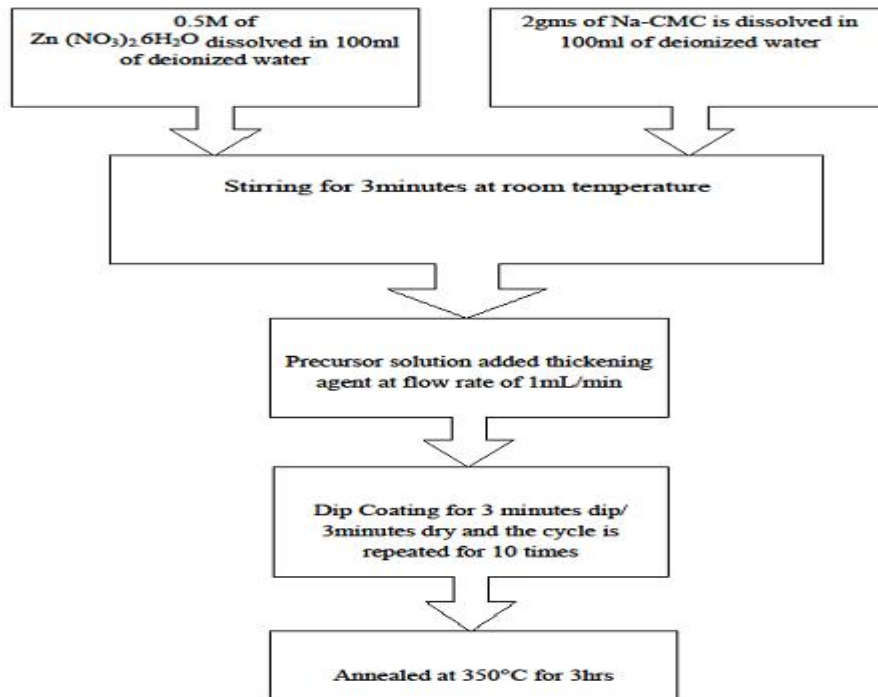 0.5M of
Zn (NO₃)₂.6H₂O dissolved in 100ml
of deionized water
2gms of Na-CMC is dissolved in
100ml of deionized water
Stirring for 3minutes at room temperature
Precursor solution added thickening
agent at flow rate of 1mL/min
Dip Coating for 3 minutes dip/
3minutes dry and the cycle is
repeated for 10 times
Annealed at 350°C for 3hrs